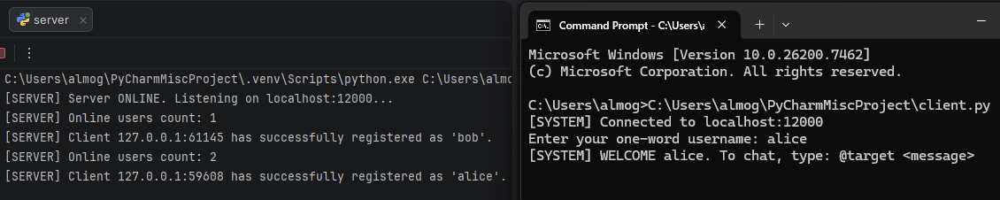 server
C:\Users\almog\PyCharmMiscProject\.venv\Scripts\python.exe C:\Users\almo
[SERVER] Server ONLINE. Listening on localhost:12000...
[SERVER] Online users count: 1
[SERVER] Client 127.0.0.1:61145 has successfully registered as 'bob'.
[SERVER] Online users count: 2
[SERVER] Client 127.0.0.1:59608 has successfully registered as 'alice'.
Command Prompt - C:\Users\a
Microsoft Windows [Version 10.0.26200.7462]
(c) Microsoft Corporation. All rights reserved.
C:\Users\almog>C:\Users\almog\PyCharmMiscProject\client.py
[SYSTEM] Connected to localhost:12000
Enter your one-word username: alice
[SYSTEM] WELCOME alice. To chat, type: @target <message>